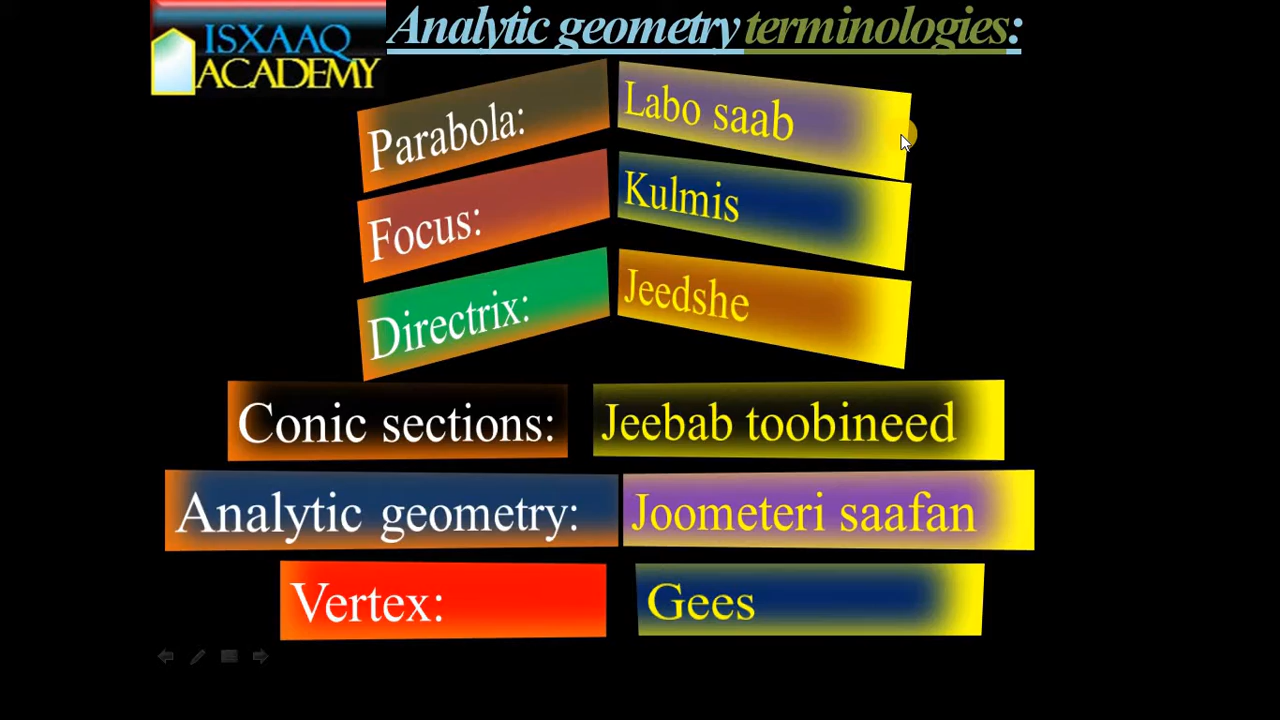 ISXAAQ
ACADEMY
Analytic geometry terminologies:
Parabola: Labo saab
Focus: Kulmis
Directrix: Jeedshe
Conic sections: Jeebab toobineed
Analytic geometry: Joometeri saafan
Vertex: Gees